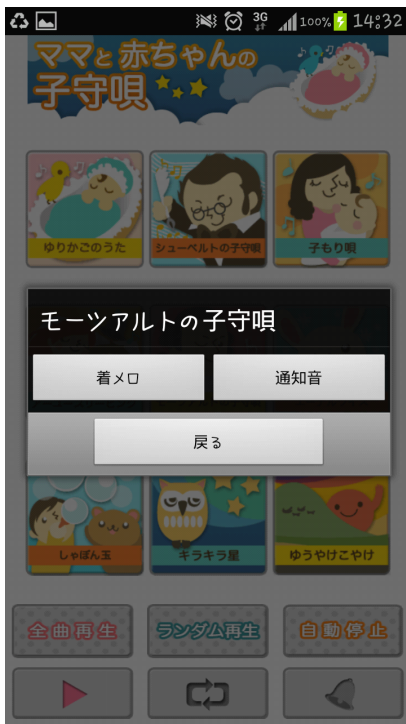 3G
100%
14:32
ママと赤ちゃんの
子守唄
ゆりかごのうた
シューベルトの子守唄
子もり唄
モーツアルトの子守唄
着メロ
通知音
戻る
しゃぼん玉
キラキラ星
ゆうやけこやけ
全曲再生
ランダム再生
自動停止